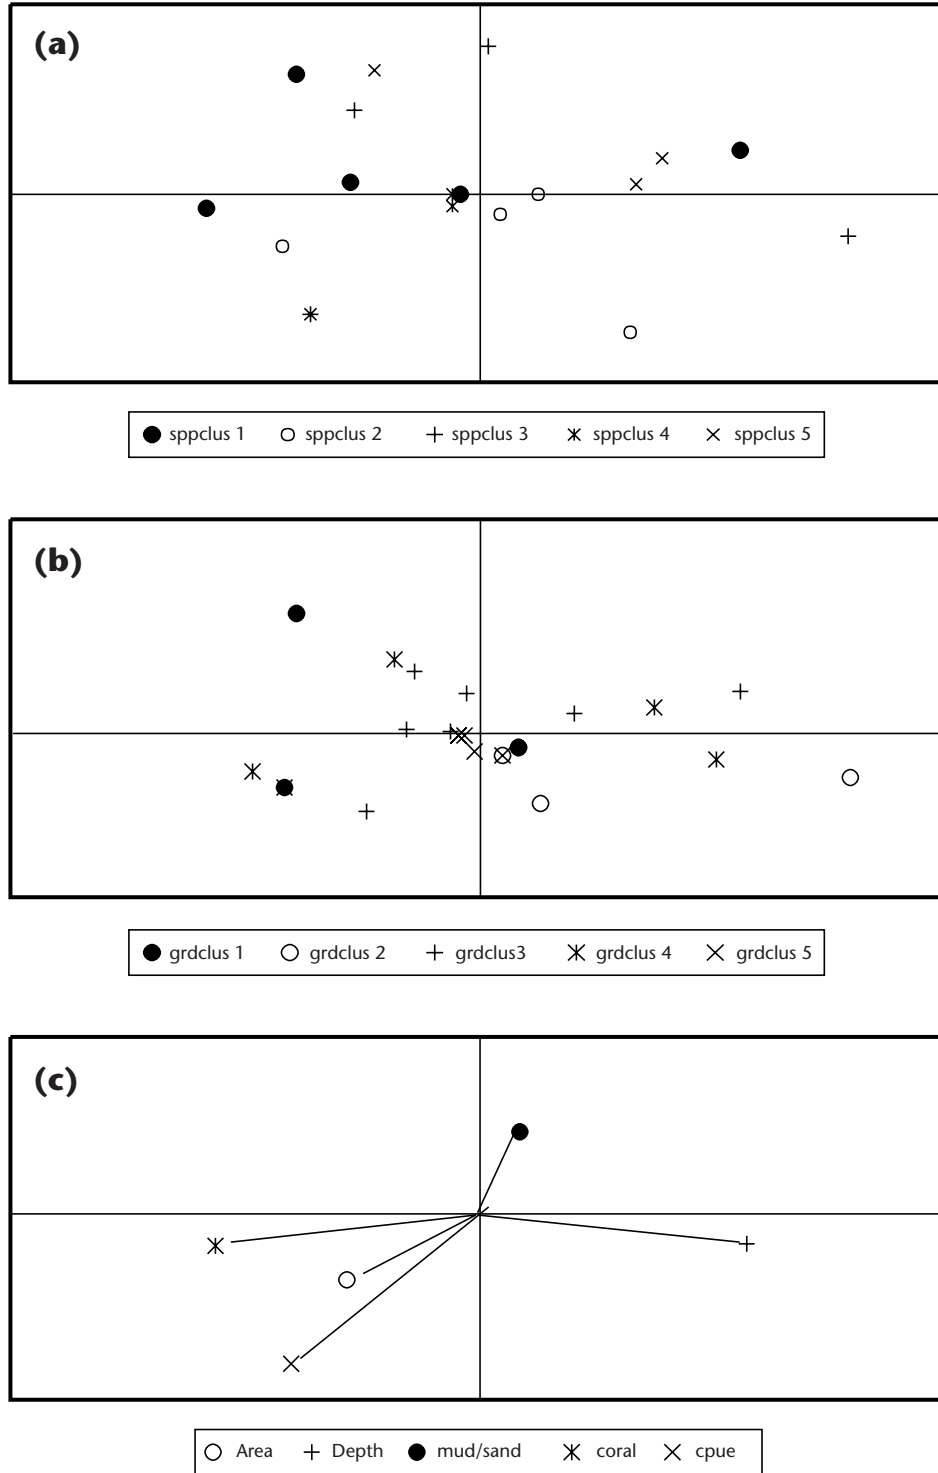 (a)
sppclus 1 sppclus 2 sppclus 3 sppclus 4 sppclus 5
(b)
grdclus 1 grdclus 2 grdclus3 grdclus 4 grdclus 5
(c)
Area Depth mud/sand coral cpue